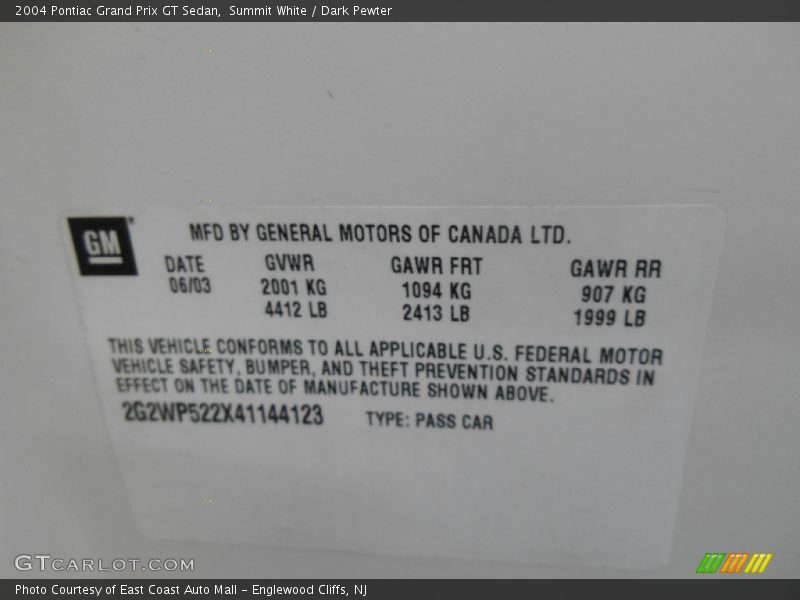 2004 Pontiac Grand Prix GT Sedan,  Summit White / Dark Pewter
GM
MFD BY GENERAL MOTORS OF CANADA LTD.
DATE GVWR GAWR FRT GAWR RR
06/03 2001 KG 1094 KG 907 KG
4412 LB 2413 LB 1999 LB
THIS VEHICLE CONFORMS TO ALL APPLICABLE U.S. FEDERAL MOTOR
VEHICLE SAFETY, BUMPER, AND THEFT PREVENTION STANDARDS IN
EFFECT ON THE DATE OF MANUFACTURE SHOWN ABOVE.
2G2WP522X41144123 TYPE: PASS CAR
GTCARLOT.COM
Photo Courtesy of East Coast Auto Mall – Englewood Cliffs, NJ